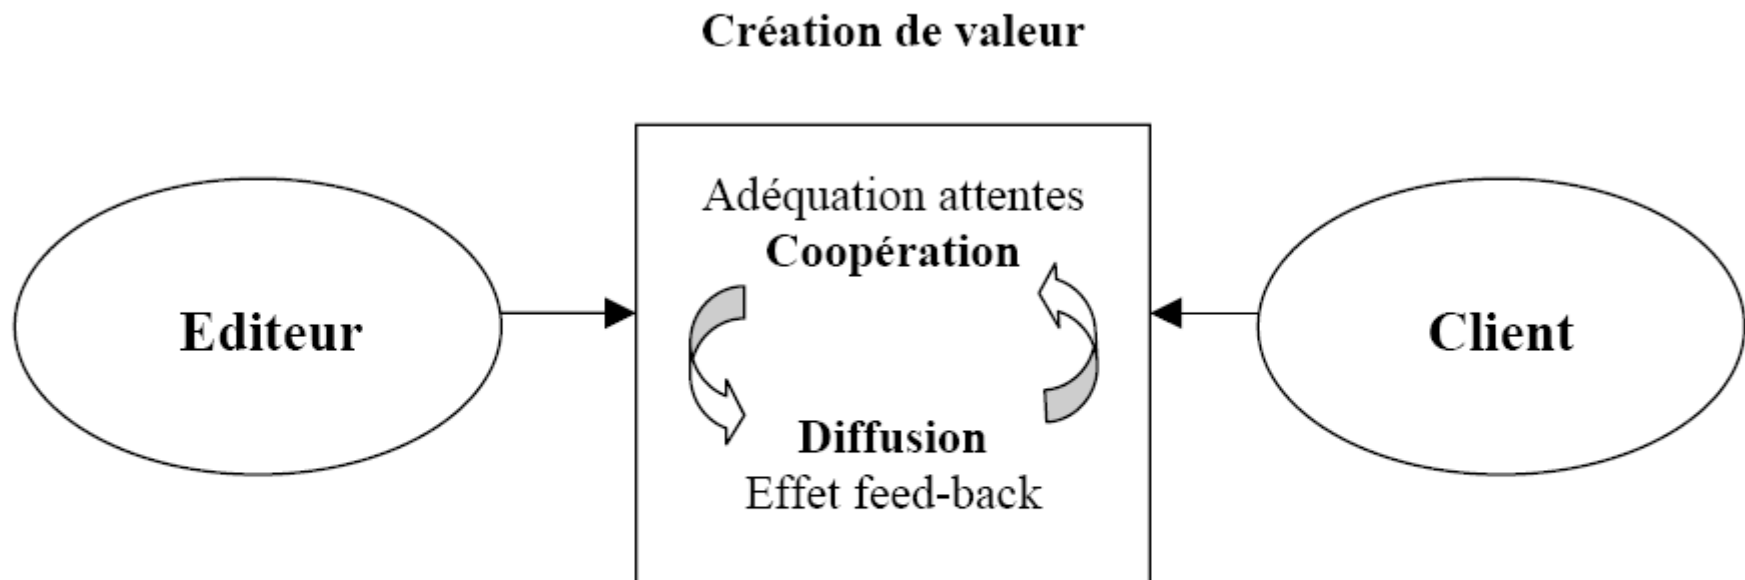 Création de valeur
Adéquation attentes
Coopération
Editeur
Client
Diffusion
Effet feed-back